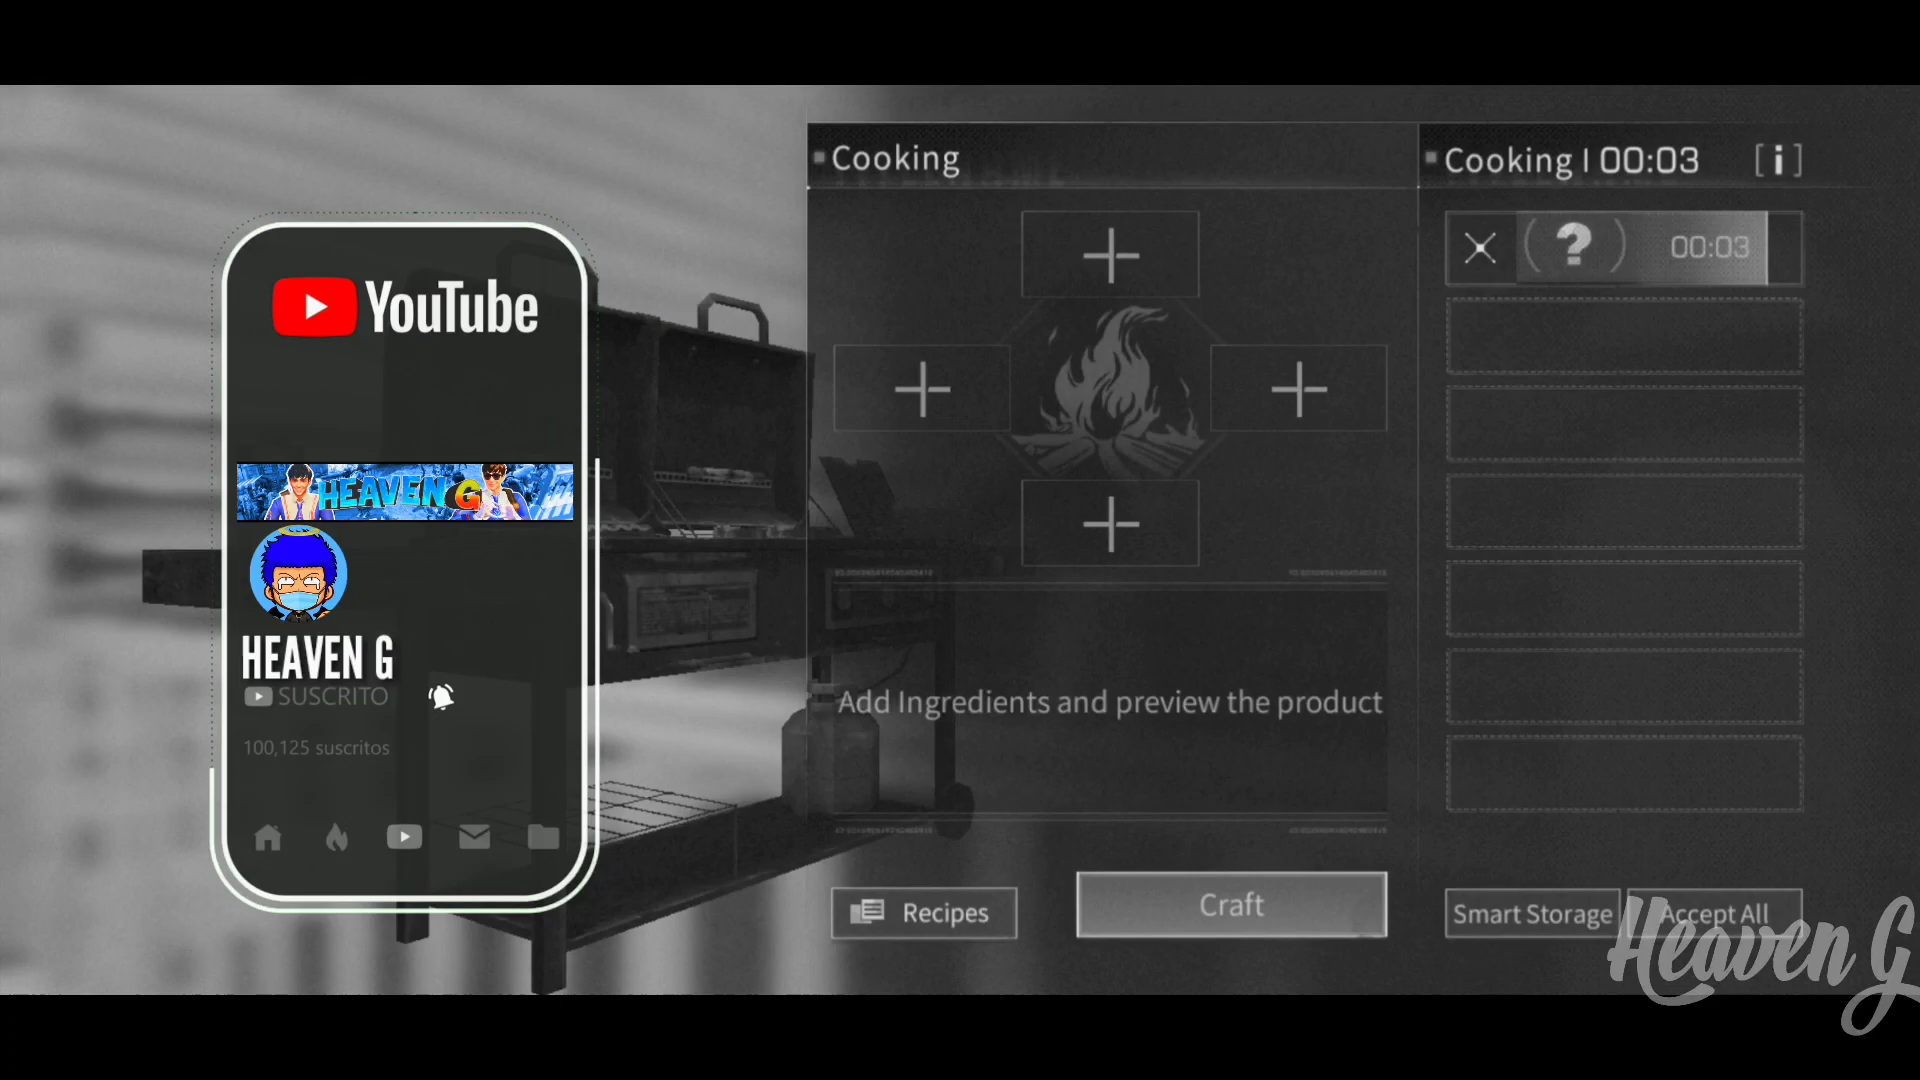 YouTube
HEAVEN G
HEAVEN G
SUSCRITO
100,125 suscritos
Cooking
Add Ingredients and preview the product
Recipes
Craft
Cooking | 00:03
[ i ]
? 00:03
Smart Storage
Accept All
Heaven G